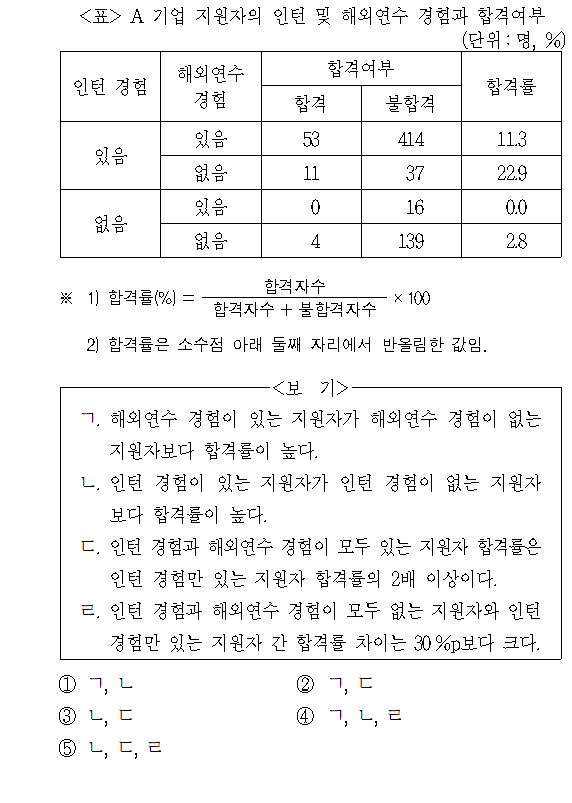 <표> A 기업 지원자의 인턴 및 해외연수 경험과 합격여부
(단위 : 명, %)
인턴 경험 해외연수 경험 합격여부 합격률
합격 불합격
있음 있음 53 414 11.3
없음 11 37 22.9
없음 있음 0 16 0.0
없음 4 139 2.8
※ 1) 합격률(%) = 합격자수 / 합격자수 + 불합격자수 × 100
2) 합격률은 소수점 아래 둘째 자리에서 반올림한 값임.
<보 기>
ㄱ. 해외연수 경험이 있는 지원자가 해외연수 경험이 없는
지원자보다 합격률이 높다.
ㄴ. 인턴 경험이 있는 지원자가 인턴 경험이 없는 지원자
보다 합격률이 높다.
ㄷ. 인턴 경험과 해외연수 경험이 모두 있는 지원자 합격률은
인턴 경험만 있는 지원자 합격률의 2배 이상이다.
ㄹ. 인턴 경험과 해외연수 경험이 모두 없는 지원자와 인턴
경험만 있는 지원자 간 합격률 차이는 30%p보다 크다.
① ㄱ, ㄴ ② ㄱ, ㄷ
③ ㄴ, ㄷ ④ ㄱ, ㄴ, ㄹ
⑤ ㄴ, ㄷ, ㄹ